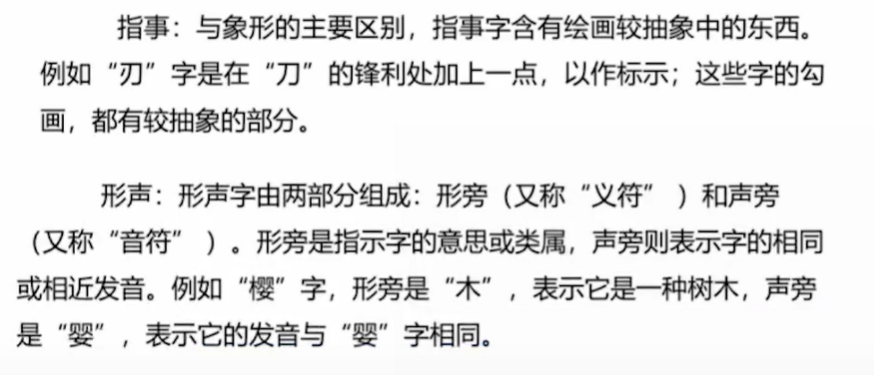 指事：与象形的主要区别，指事字含有绘画较抽象中的东西。
例如“刃”字是在“刀”的锋利处加上一点，以作标示；这些字的勾
画，都有较抽象的部分。
形声：形声字由两部分组成：形旁（又称“义符” ）和声旁
（又称“音符” ）。形旁是指示字的意思或类属，声旁则表示字的相同
或相近发音。例如“樱”字，形旁是“木”，表示它是一种树木，声旁
是“婴”，表示它的发音与“婴”字相同。